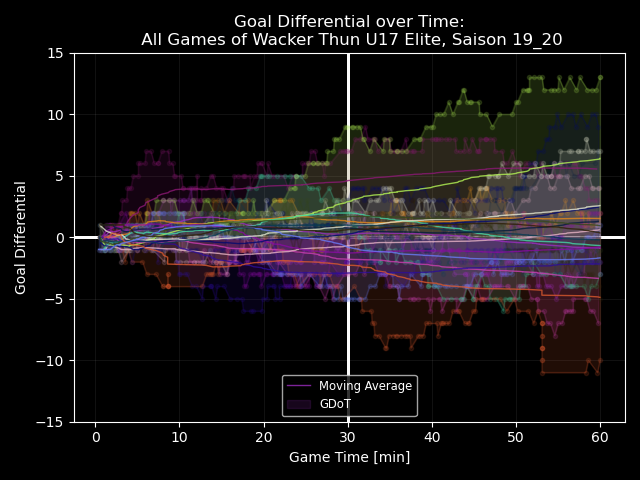 Goal Differential over Time:
All Games of Wacker Thun U17 Elite, Saison 19_20
15
10
5
0
−5
−10
−15
Goal Differential
Moving Average
GDoT
0 10 20 30 40 50 60
Game Time [min]